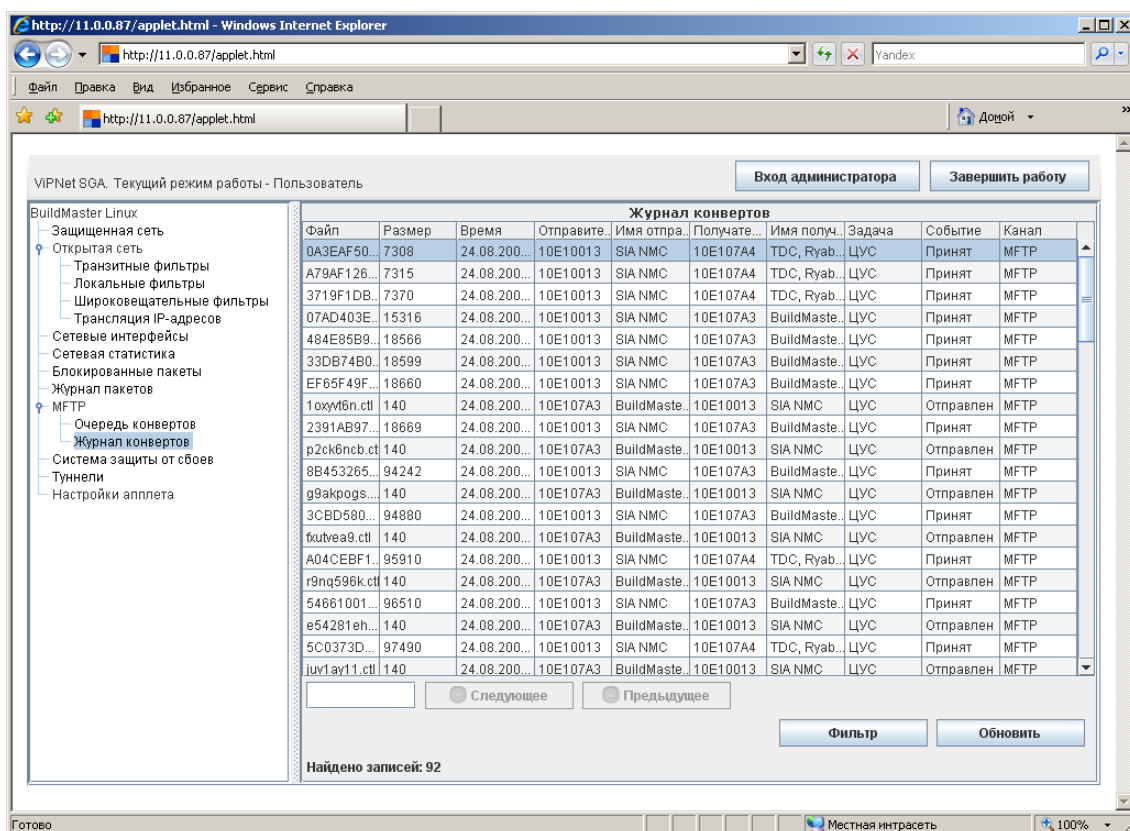 http://11.0.0.87/applet.html - Windows Internet Explorer
http://11.0.0.87/applet.html
Yandex
Файл Правка Вид Избранное Сервис Справка
http://11.0.0.87/applet.html
Домой
ViPNet SGA. Текущий режим работы - Пользователь
Вход администратора
Завершить работу
BuildMaster Linux
Защищенная сеть
Открытая сеть
Транзитные фильтры
Локальные фильтры
Широковещательные фильтры
Трансляция IP-адресов
Сетевые интерфейсы
Сетевая статистика
Блокированные пакеты
Журнал пакетов
MFTP
Очередь конвертов
Журнал конвертов
Система защиты от сбоев
Туннели
Настройки апплета
Журнал конвертов
Файл Размер Время Отправите... Имя отпра... Получате... Имя получ... Задача Событие Канал
0A3EAF50... 7308 24.08.200... 10E10013 SIA NMC 10E107A4 TDC, Ryab... ЦУС Принят MFTP
A79AF126... 7315 24.08.200... 10E10013 SIA NMC 10E107A4 TDC, Ryab... ЦУС Принят MFTP
3719F1DB... 7370 24.08.200... 10E10013 SIA NMC 10E107A4 TDC, Ryab... ЦУС Принят MFTP
07AD403E... 15316 24.08.200... 10E10013 SIA NMC 10E107A3 BuildMaste... ЦУС Принят MFTP
484E85B9... 18566 24.08.200... 10E10013 SIA NMC 10E107A3 BuildMaste... ЦУС Принят MFTP
33DB74B0... 18599 24.08.200... 10E10013 SIA NMC 10E107A3 BuildMaste... ЦУС Принят MFTP
EF65F49F... 18660 24.08.200... 10E10013 SIA NMC 10E107A3 BuildMaste... ЦУС Принят MFTP
1oxyvt6n.ctl 140 24.08.200... 10E107A3 BuildMaste... 10E10013 SIA NMC ЦУС Отправлен MFTP
2391AB97... 18669 24.08.200... 10E10013 SIA NMC 10E107A3 BuildMaste... ЦУС Принят MFTP
p2ck6ncb.ctl 140 24.08.200... 10E107A3 BuildMaste... 10E10013 SIA NMC ЦУС Отправлен MFTP
8B453265... 94242 24.08.200... 10E10013 SIA NMC 10E107A3 BuildMaste... ЦУС Принят MFTP
g9akpogs.... 140 24.08.200... 10E107A3 BuildMaste... 10E10013 SIA NMC ЦУС Отправлен MFTP
3CBD580... 94880 24.08.200... 10E10013 SIA NMC 10E107A3 BuildMaste... ЦУС Принят MFTP
fxutvea9.ctl 140 24.08.200... 10E107A3 BuildMaste... 10E10013 SIA NMC ЦУС Отправлен MFTP
A04CEBF1... 95910 24.08.200... 10E10013 SIA NMC 10E107A4 TDC, Ryab... ЦУС Принят MFTP
r9nq596k.ctl 140 24.08.200... 10E107A3 BuildMaste... 10E10013 SIA NMC ЦУС Отправлен MFTP
54661001... 96510 24.08.200... 10E10013 SIA NMC 10E107A3 BuildMaste... ЦУС Принят MFTP
e54281eh... 140 24.08.200... 10E107A3 BuildMaste... 10E10013 SIA NMC ЦУС Отправлен MFTP
5C0373D... 97490 24.08.200... 10E10013 SIA NMC 10E107A4 TDC, Ryab... ЦУС Принят MFTP
juv1ay11.ctl 140 24.08.200... 10E107A3 BuildMaste... 10E10013 SIA NMC ЦУС Отправлен MFTP
Следующее
Предыдущее
Фильтр
Обновить
Найдено записей: 92
Готово
Местная интрасеть
100%